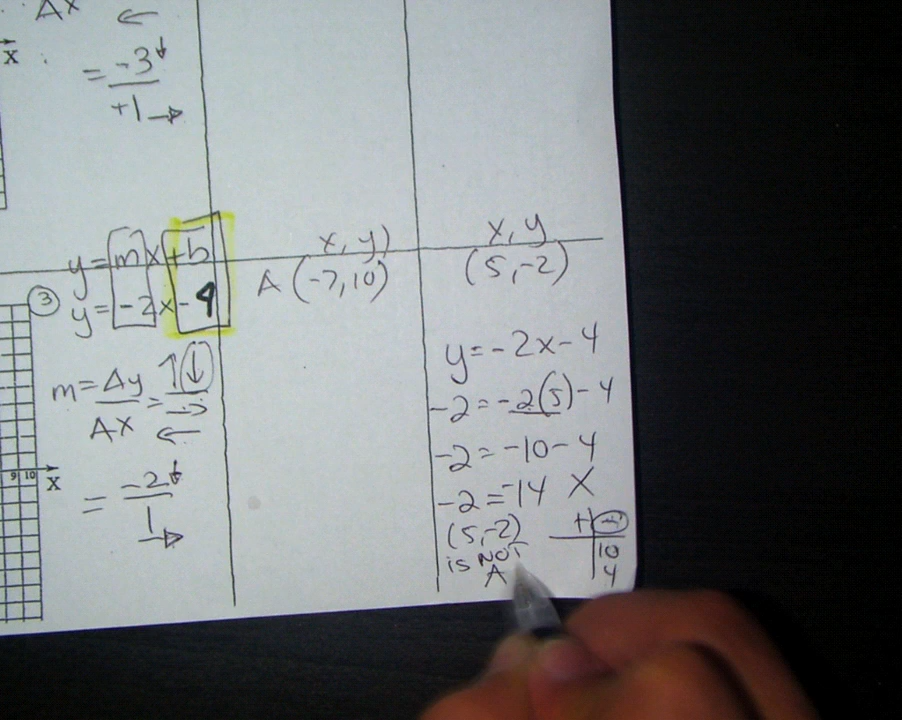 ΔX ←
X
= -3↓
+1 →
y=mx+b
y=-2x-4
X, y)
A (-7,10)
X, y
(5,-2)
3
m=Δy = ↑↓
ΔX ←
9 10 X
= -2↓
1 →
y=-2x-4
-2=-2(5)-4
-2=-10-4
-2=-14 X
(5,-2)
is NOT
A
+ -
10
4